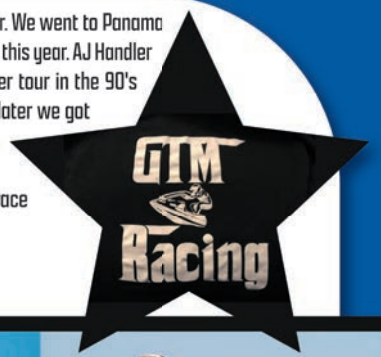 r. We went to Panama
this year. AJ Handler
er tour in the 90's
later we got
ace
GTM
Racing